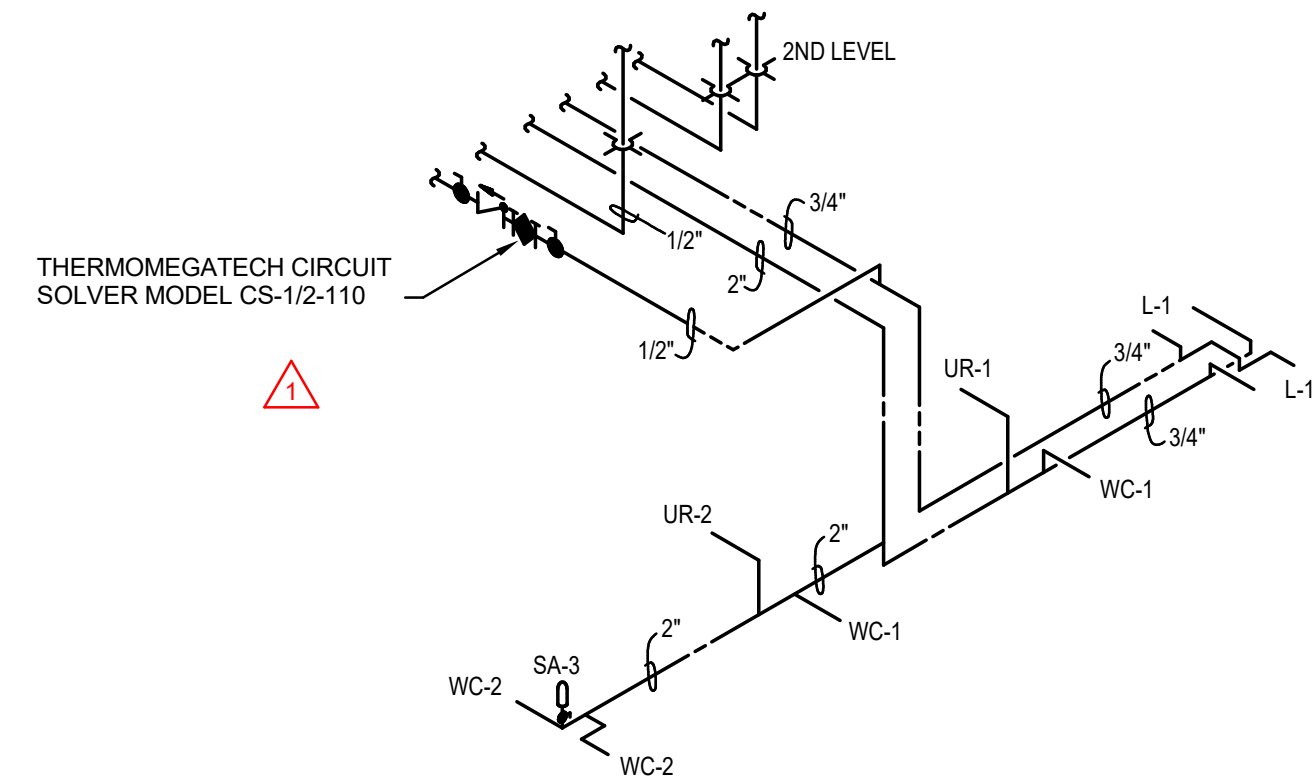 2ND LEVEL
3/4"
1/2"
2"
THERMOMEGATECH CIRCUIT
SOLVER MODEL CS-1/2-110
1/2"
1
L-1
3/4"
UR-1
L-1
3/4"
WC-1
UR-2
2"
WC-1
2"
SA-3
WC-2
WC-2